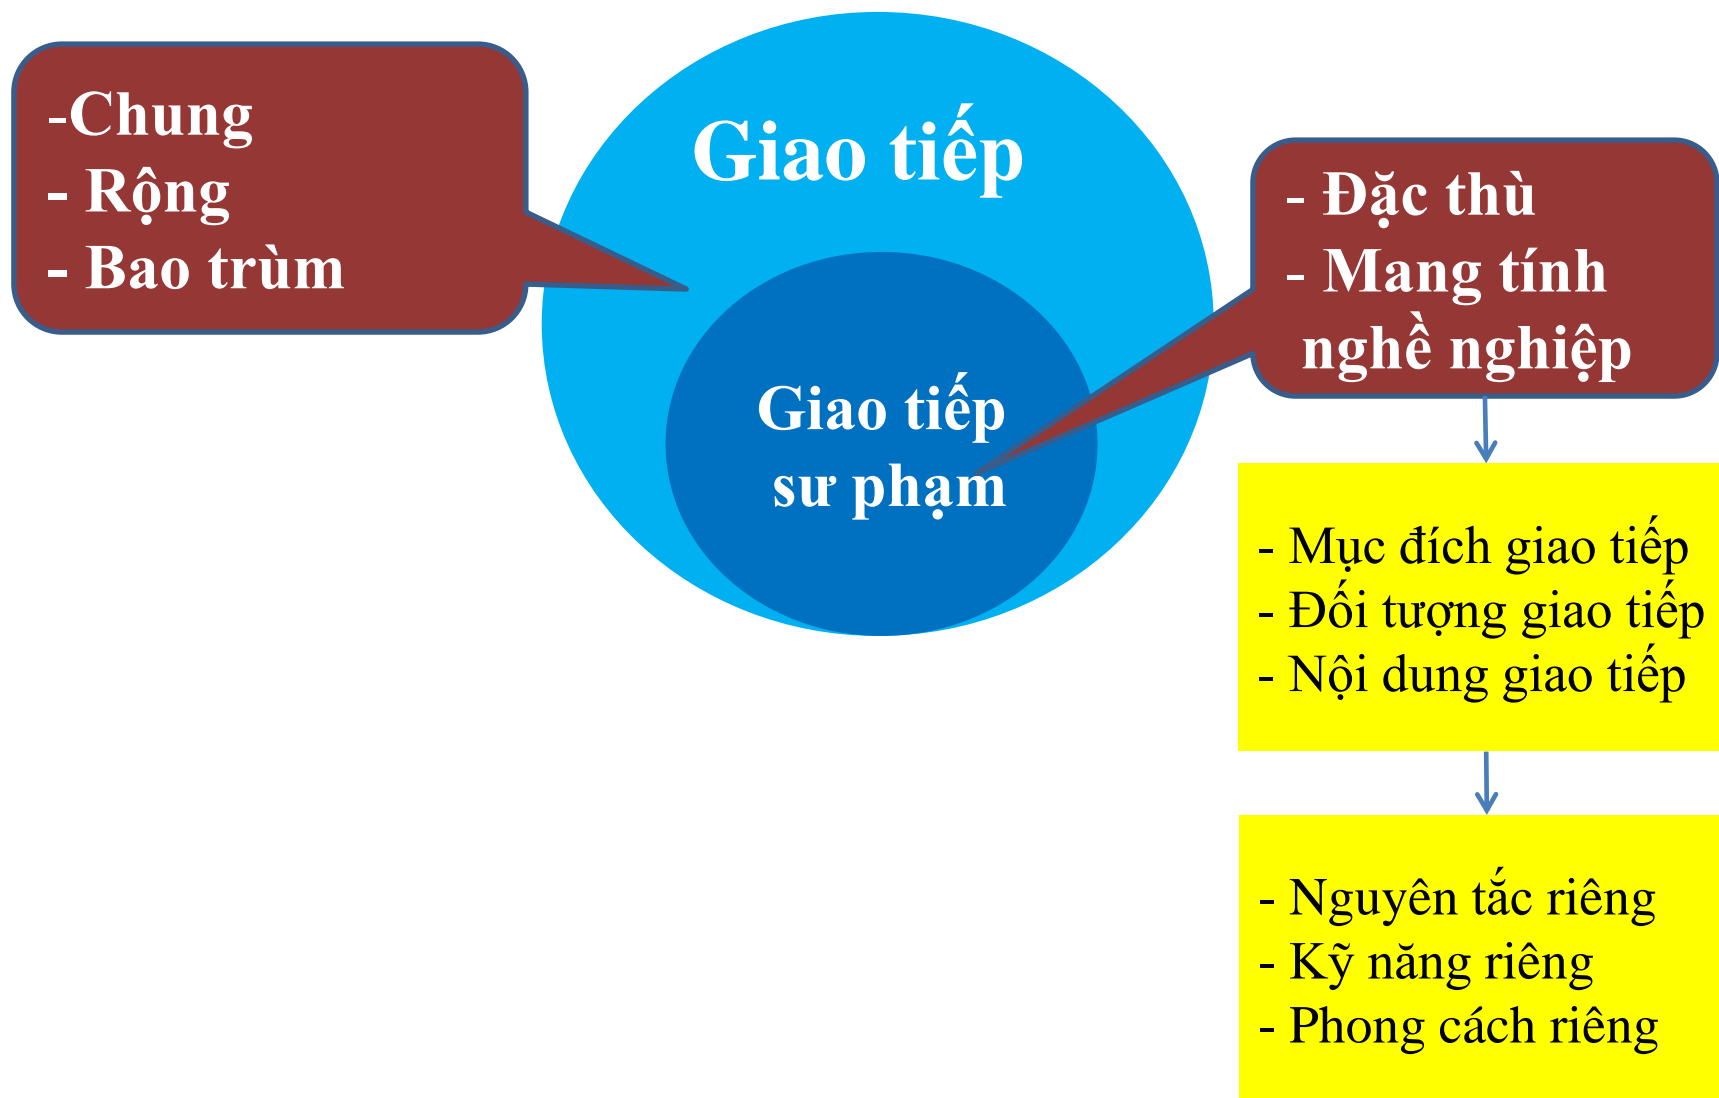 -Chung
- Rộng
- Bao trùm
Giao tiếp
Giao tiếp
sư phạm
- Đặc thù
- Mang tính
nghề nghiệp
- Mục đích giao tiếp
- Đối tượng giao tiếp
- Nội dung giao tiếp
- Nguyên tắc riêng
- Kỹ năng riêng
- Phong cách riêng